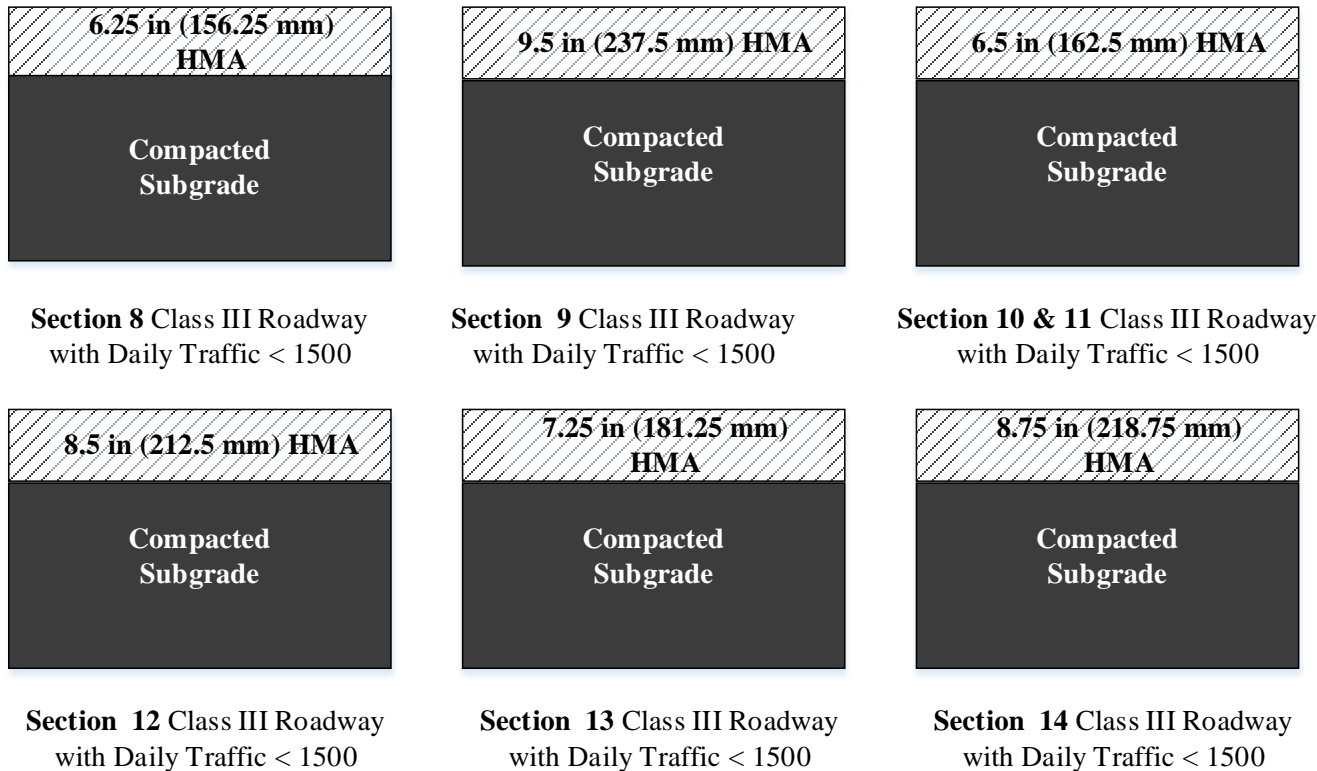 6.25 in (156.25 mm)
HMA
Compacted
Subgrade
Section 8 Class III Roadway
with Daily Traffic < 1500
9.5 in (237.5 mm) HMA
Compacted
Subgrade
Section 9 Class III Roadway
with Daily Traffic < 1500
6.5 in (162.5 mm) HMA
Compacted
Subgrade
Section 10 & 11 Class III Roadway
with Daily Traffic < 1500
8.5 in (212.5 mm) HMA
Compacted
Subgrade
Section 12 Class III Roadway
with Daily Traffic < 1500
7.25 in (181.25 mm)
HMA
Compacted
Subgrade
Section 13 Class III Roadway
with Daily Traffic < 1500
8.75 in (218.75 mm)
HMA
Compacted
Subgrade
Section 14 Class III Roadway
with Daily Traffic < 1500